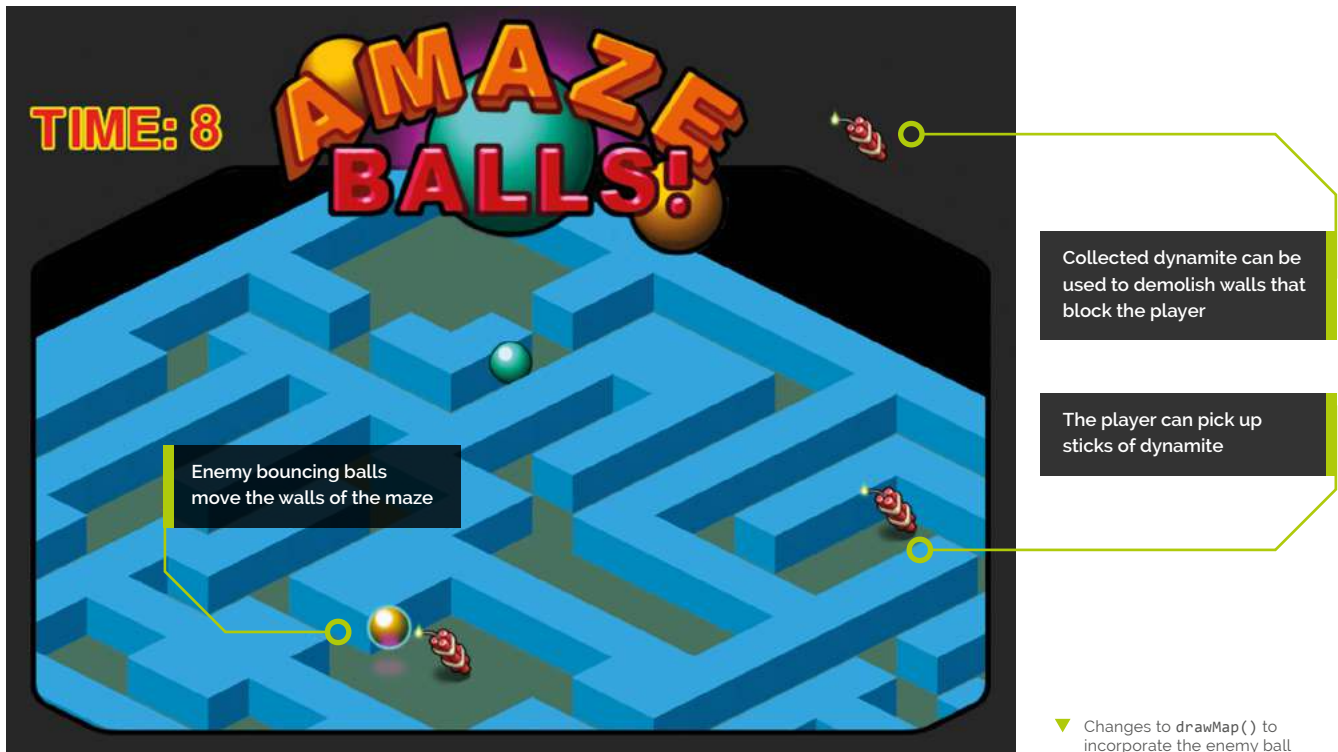 TIME: 8
AMAZE
BALLS!
Collected dynamite can be
used to demolish walls that
block the player
The player can pick up
sticks of dynamite
Enemy bouncing balls
move the walls of the maze
Changes to drawMap() to
incorporate the enemy ball